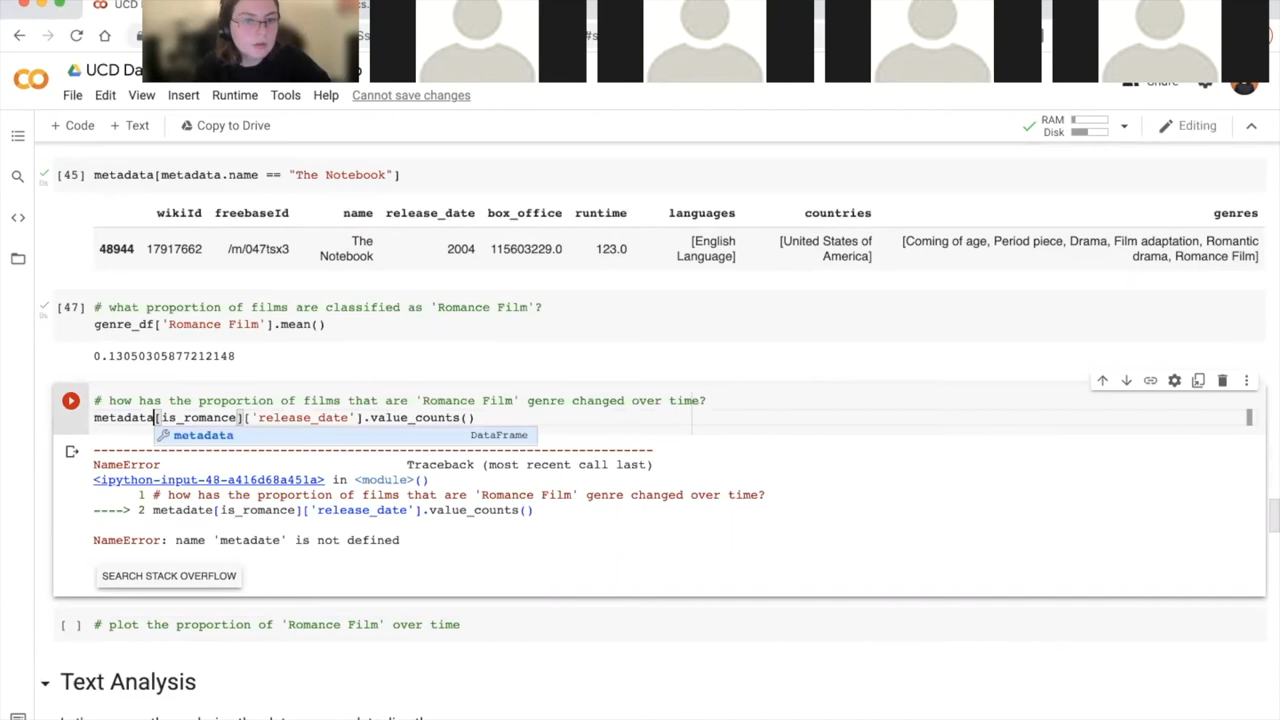 UCD Da
File Edit View Insert Runtime Tools Help Cannot save changes
+ Code + Text Copy to Drive RAM Disk Editing
[45] metadata[metadata.name == "The Notebook"]
wikiId freebaseId name release_date box_office runtime languages countries genres
48944 17917662 /m/047tsx3 The Notebook 2004 115603229.0 123.0 [English Language] [United States of America] [Coming of age, Period piece, Drama, Film adaptation, Romantic drama, Romance Film]
[47] # what proportion of films are classified as 'Romance Film'?
genre_df['Romance Film'].mean()
0.13050305877212148
# how has the proportion of films that are 'Romance Film' genre changed over time?
metadata[is_romance]['release_date'].value_counts()
metadata DataFrame
---------------------------------------------------------------------------
NameError Traceback (most recent call last)
<ipython-input-48-a416d68a451a> in <module>()
1 # how has the proportion of films that are 'Romance Film' genre changed over time?
----> 2 metadate[is_romance]['release_date'].value_counts()
NameError: name 'metadate' is not defined
SEARCH STACK OVERFLOW
[ ] # plot the proportion of 'Romance Film' over time
Text Analysis